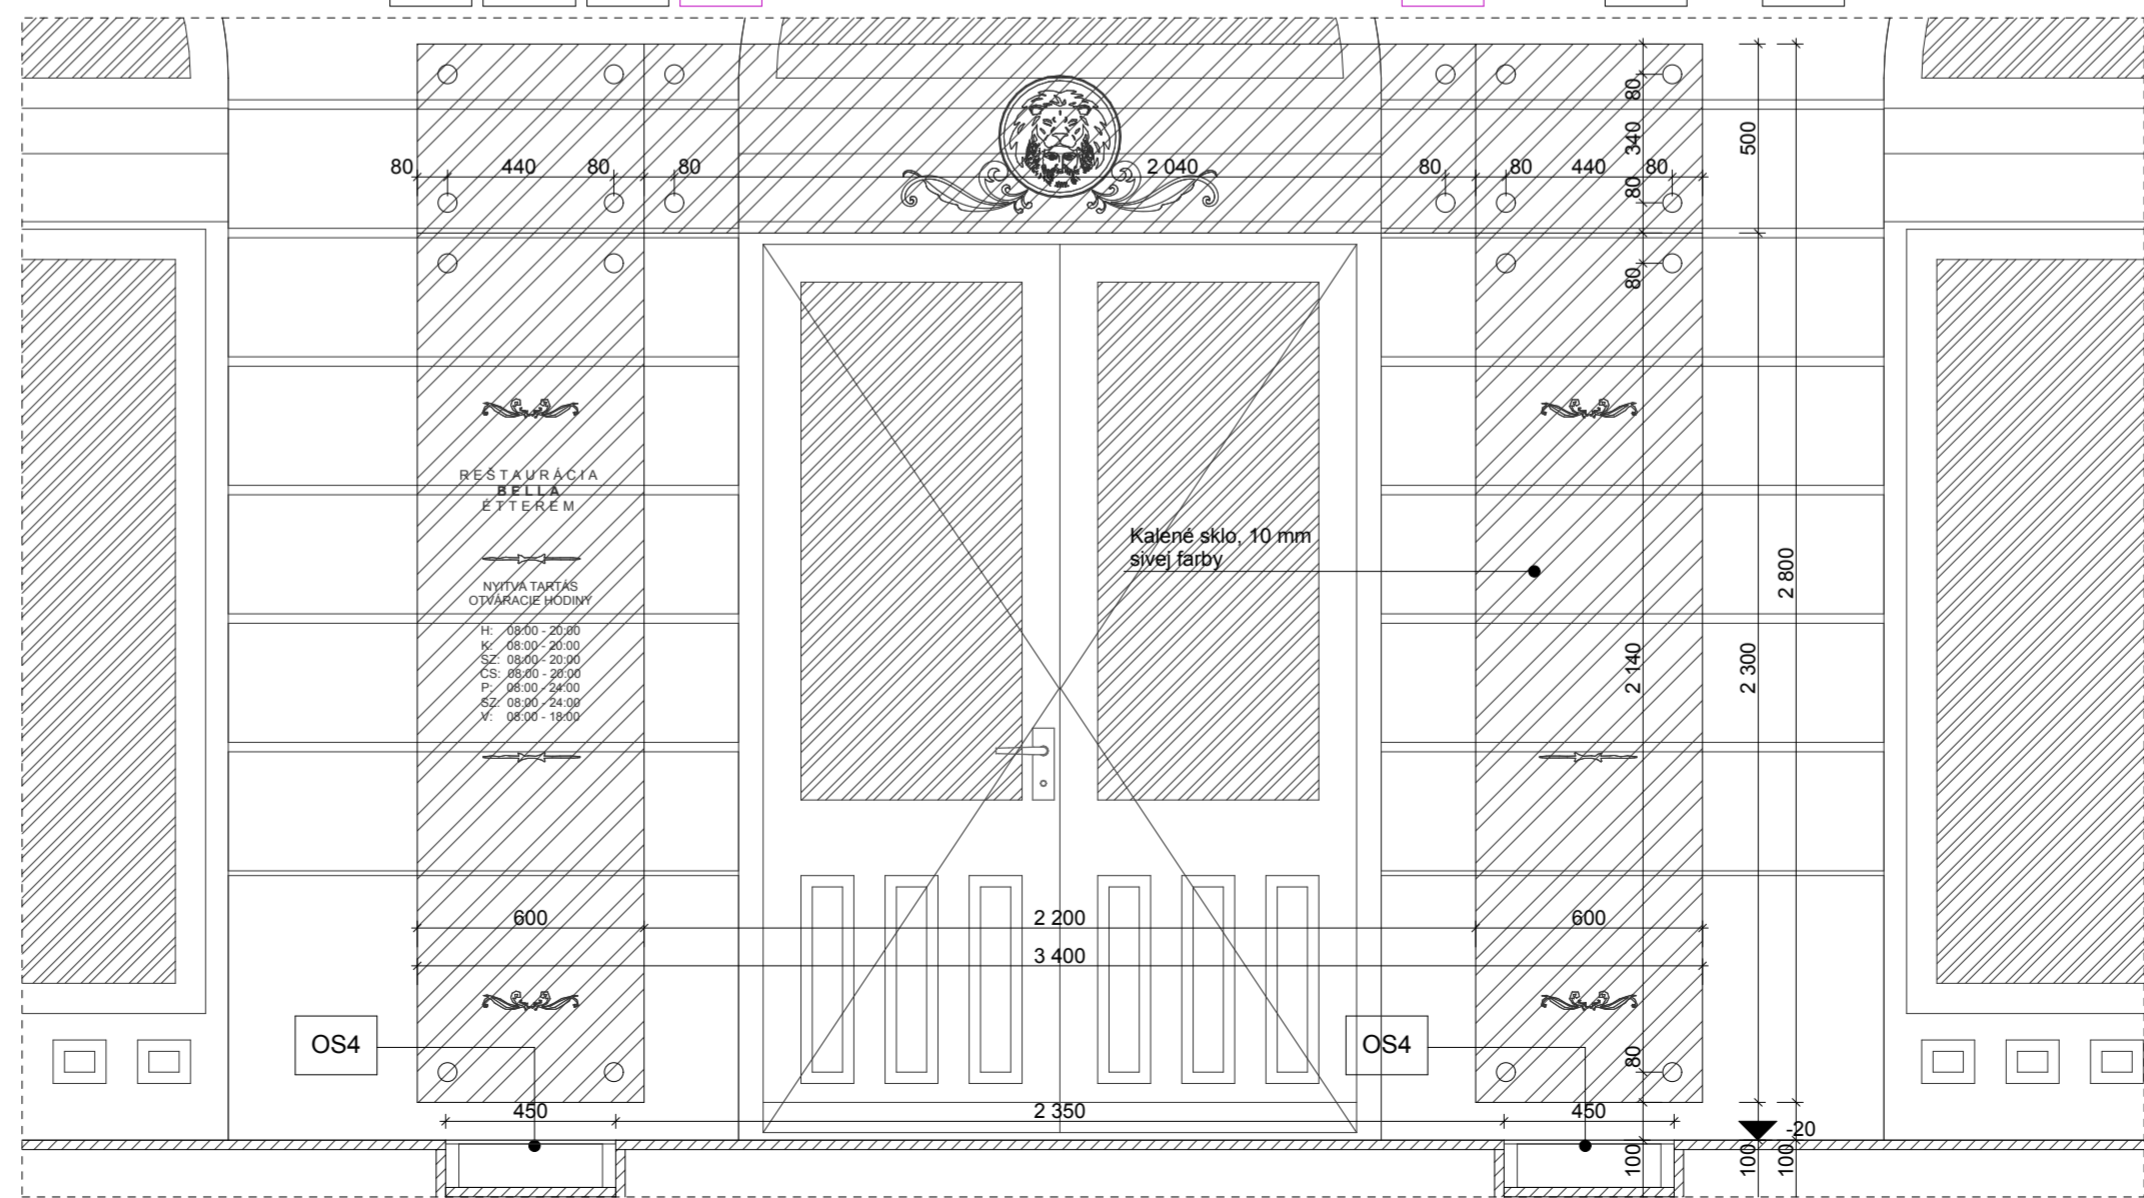 80
340
500
80 440 80 80 2 040 80 80 440 80
80
80
REŠTAURÁCIA
BELLA
ÉTTEREM
Kalené sklo, 10 mm
sivej farby
2 800
NYITVA TARTÁS
OTVÁRACIE HODINY
H: 08:00 - 20:00
K: 08:00 - 20:00
SZ: 08:00 - 20:00
CS: 08:00 - 20:00
P: 08:00 - 24:00
SZ: 08:00 - 24:00
V: 08:00 - 18:00
2 140
2 300
600 2 200 600
3 400
OS4 OS4
80
450 2 350 450
-20
100 100 100